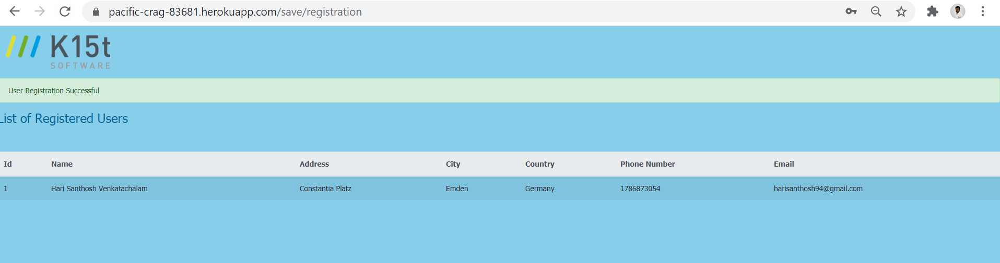 pacific-crag-83681.herokuapp.com/save/registration
K15t
SOFTWARE
User Registration Successful
List of Registered Users
Id Name Address City Country Phone Number Email
1 Hari Santhosh Venkatachalam Constantia Platz Emden Germany 1786873054 harisanthosh94@gmail.com